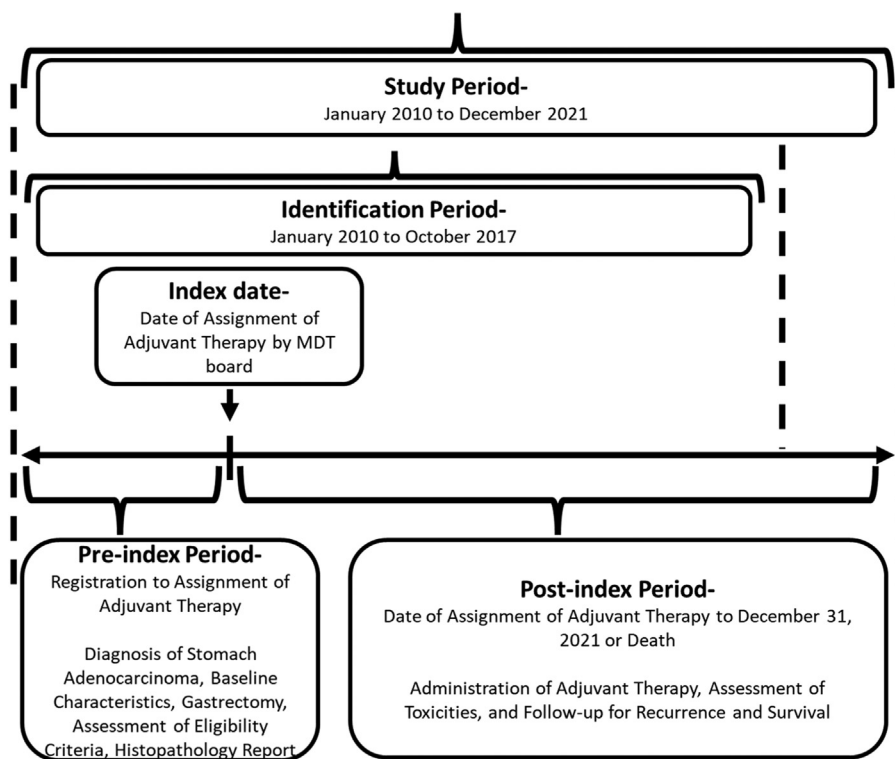 Study Period-
January 2010 to December 2021
Identification Period-
January 2010 to October 2017
Index date-
Date of Assignment of
Adjuvant Therapy by MDT
board
Pre-index Period-
Registration to Assignment of
Adjuvant Therapy
Diagnosis of Stomach
Adenocarcinoma, Baseline
Characteristics, Gastrectomy,
Assessment of Eligibility
Criteria, Histopathology Report
Post-index Period-
Date of Assignment of Adjuvant Therapy to December 31,
2021 or Death
Administration of Adjuvant Therapy, Assessment of
Toxicities, and Follow-up for Recurrence and Survival